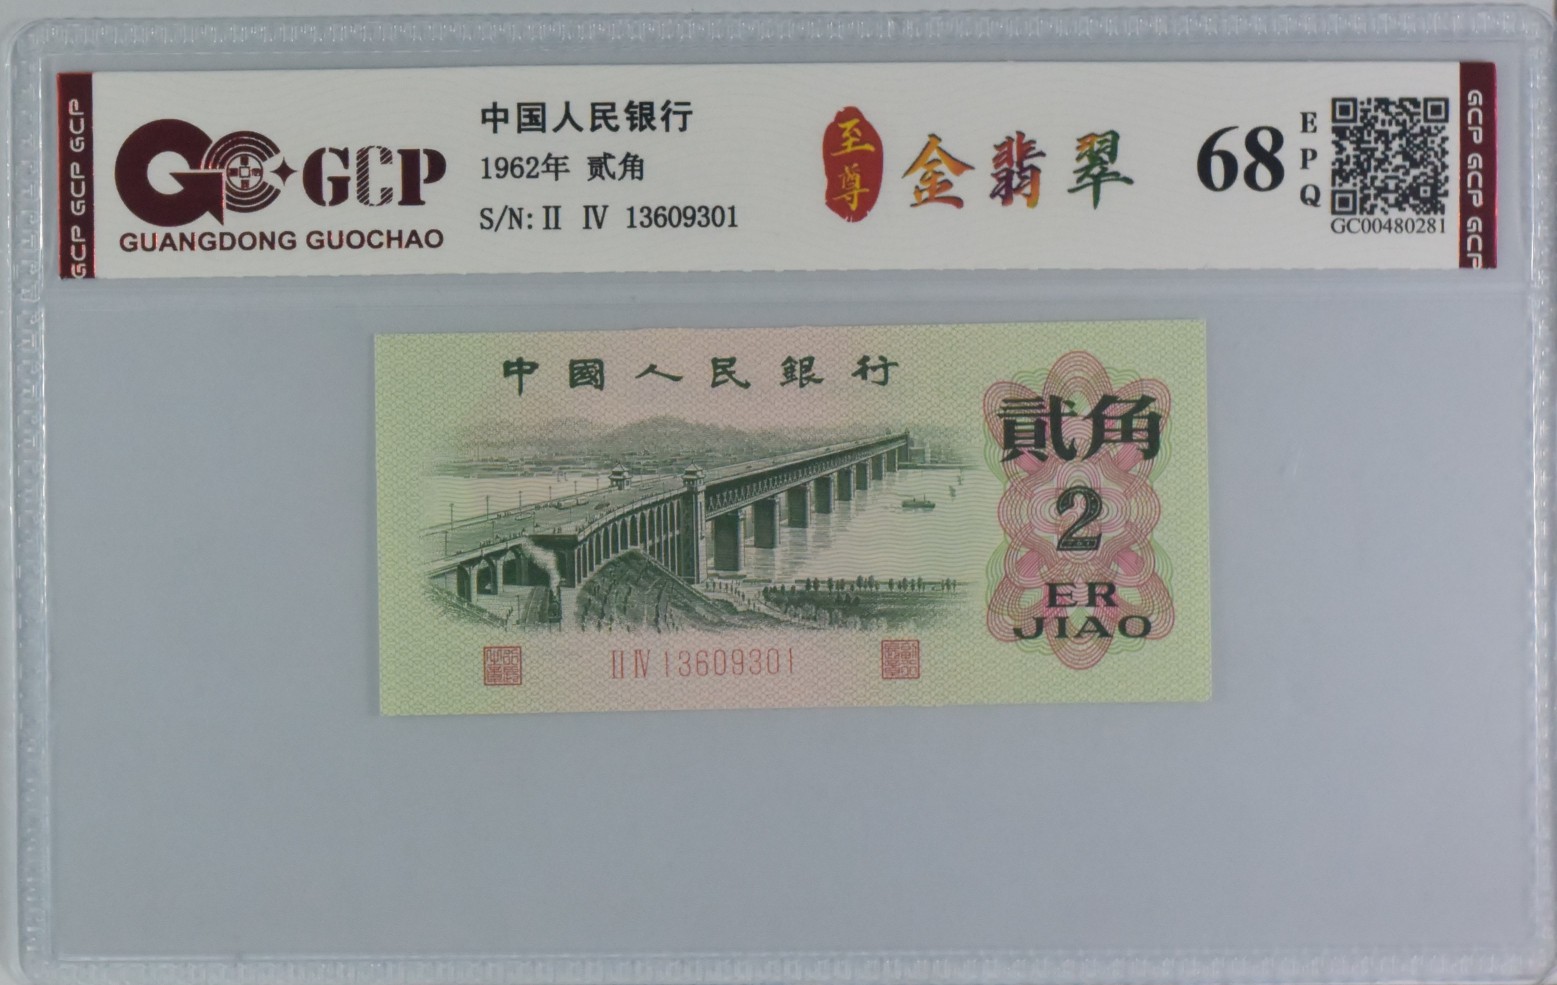 GCP GCP GCP
GCP
GUANGDONG GUOCHAO
中国人民银行
1962年 贰角
S/N: II IV 13609301
至尊
金翡翠
68
EPQ
GC00480281
GCP GCP GCP
中國人民銀行
貳角
2
ER
JIAO
II IV 13609301